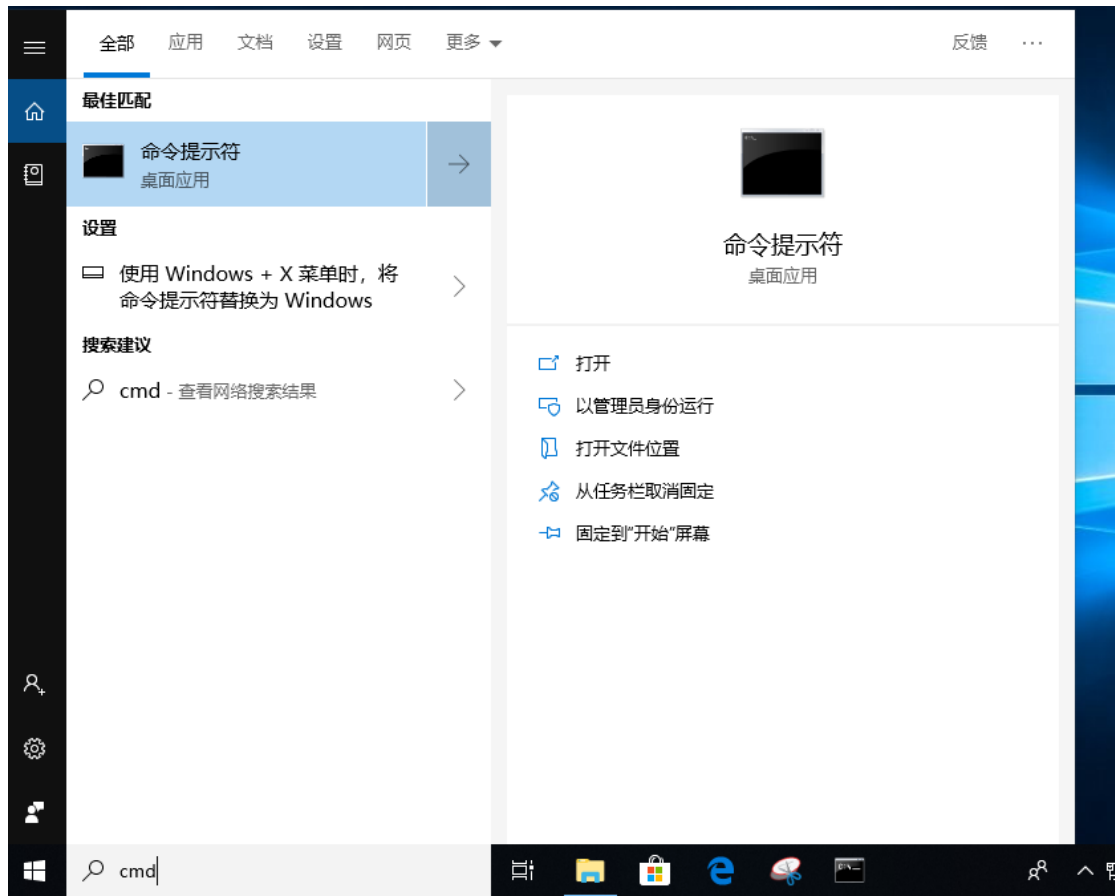 全部 应用 文档 设置 网页 更多 反馈 ...
最佳匹配
命令提示符
桌面应用
设置
使用 Windows + X 菜单时，将
命令提示符替换为 Windows
搜索建议
cmd - 查看网络搜索结果
命令提示符
桌面应用
打开
以管理员身份运行
打开文件位置
从任务栏取消固定
固定到"开始"屏幕
cmd